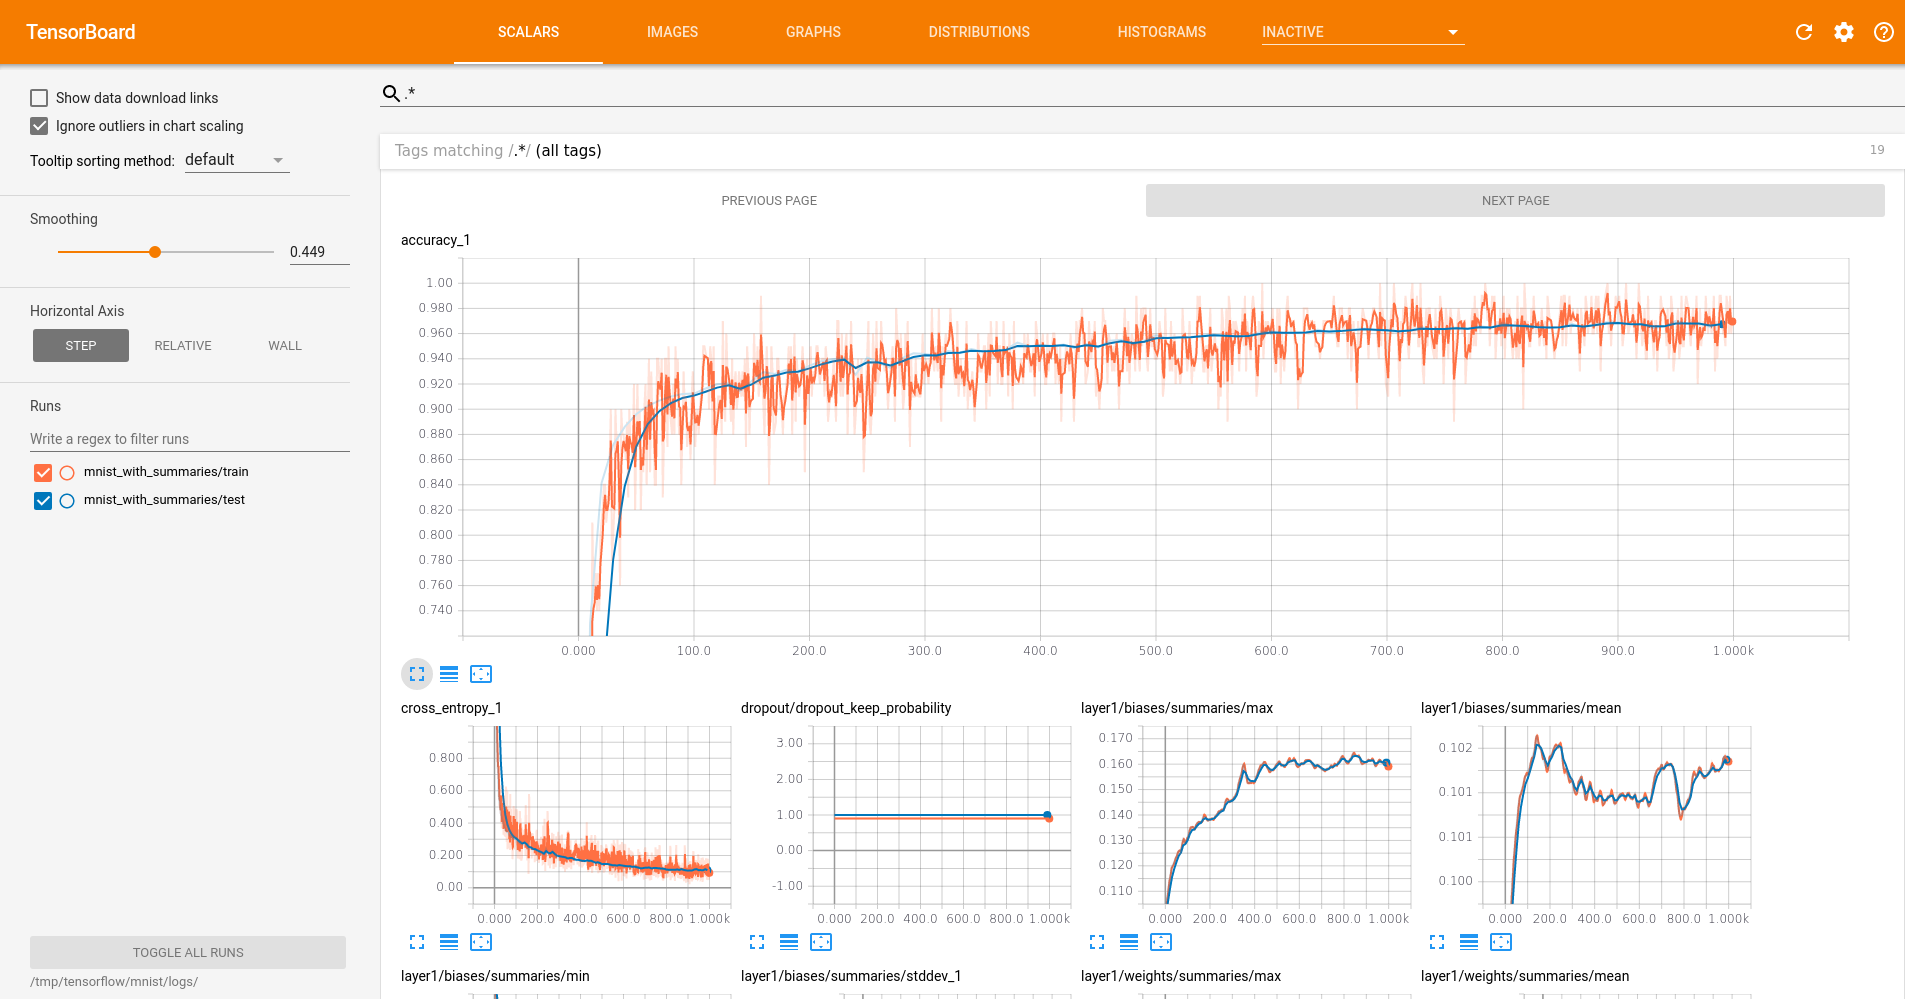 TensorBoard
SCALARS IMAGES GRAPHS DISTRIBUTIONS HISTOGRAMS INACTIVE
Show data download links
Ignore outliers in chart scaling
Tooltip sorting method: default
Smoothing
0.449
Horizontal Axis
STEP RELATIVE WALL
Runs
Write a regex to filter runs
mnist_with_summaries/train
mnist_with_summaries/test
TOGGLE ALL RUNS
/tmp/tensorflow/mnist/logs/
.*
Tags matching /.*/ (all tags) 19
PREVIOUS PAGE NEXT PAGE
accuracy_1
1.00
0.980
0.960
0.940
0.920
0.900
0.880
0.860
0.840
0.820
0.800
0.780
0.760
0.740
0.000 100.0 200.0 300.0 400.0 500.0 600.0 700.0 800.0 900.0 1.000k
cross_entropy_1
0.800
0.600
0.400
0.200
0.00
0.000 200.0 400.0 600.0 800.0 1.000k
dropout/dropout_keep_probability
3.00
2.00
1.00
0.00
-1.00
0.000 200.0 400.0 600.0 800.0 1.000k
layer1/biases/summaries/max
0.170
0.160
0.150
0.140
0.130
0.120
0.110
0.000 200.0 400.0 600.0 800.0 1.000k
layer1/biases/summaries/mean
0.102
0.101
0.101
0.100
0.000 200.0 400.0 600.0 800.0 1.000k
layer1/biases/summaries/min
layer1/biases/summaries/stddev_1
layer1/weights/summaries/max
layer1/weights/summaries/mean